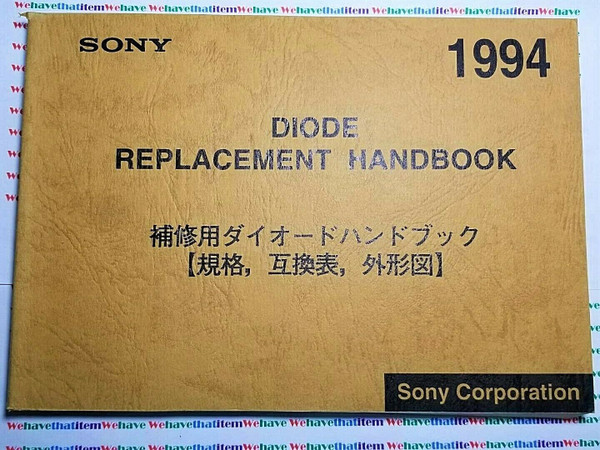 SONY
1994
DIODE
REPLACEMENT HANDBOOK
補修用ダイオードハンドブック
【規格，互換表，外形図】
Sony Corporation
WehavethatitemWehavethatitemWehavethatitemWehavethatitemWehavethatitem